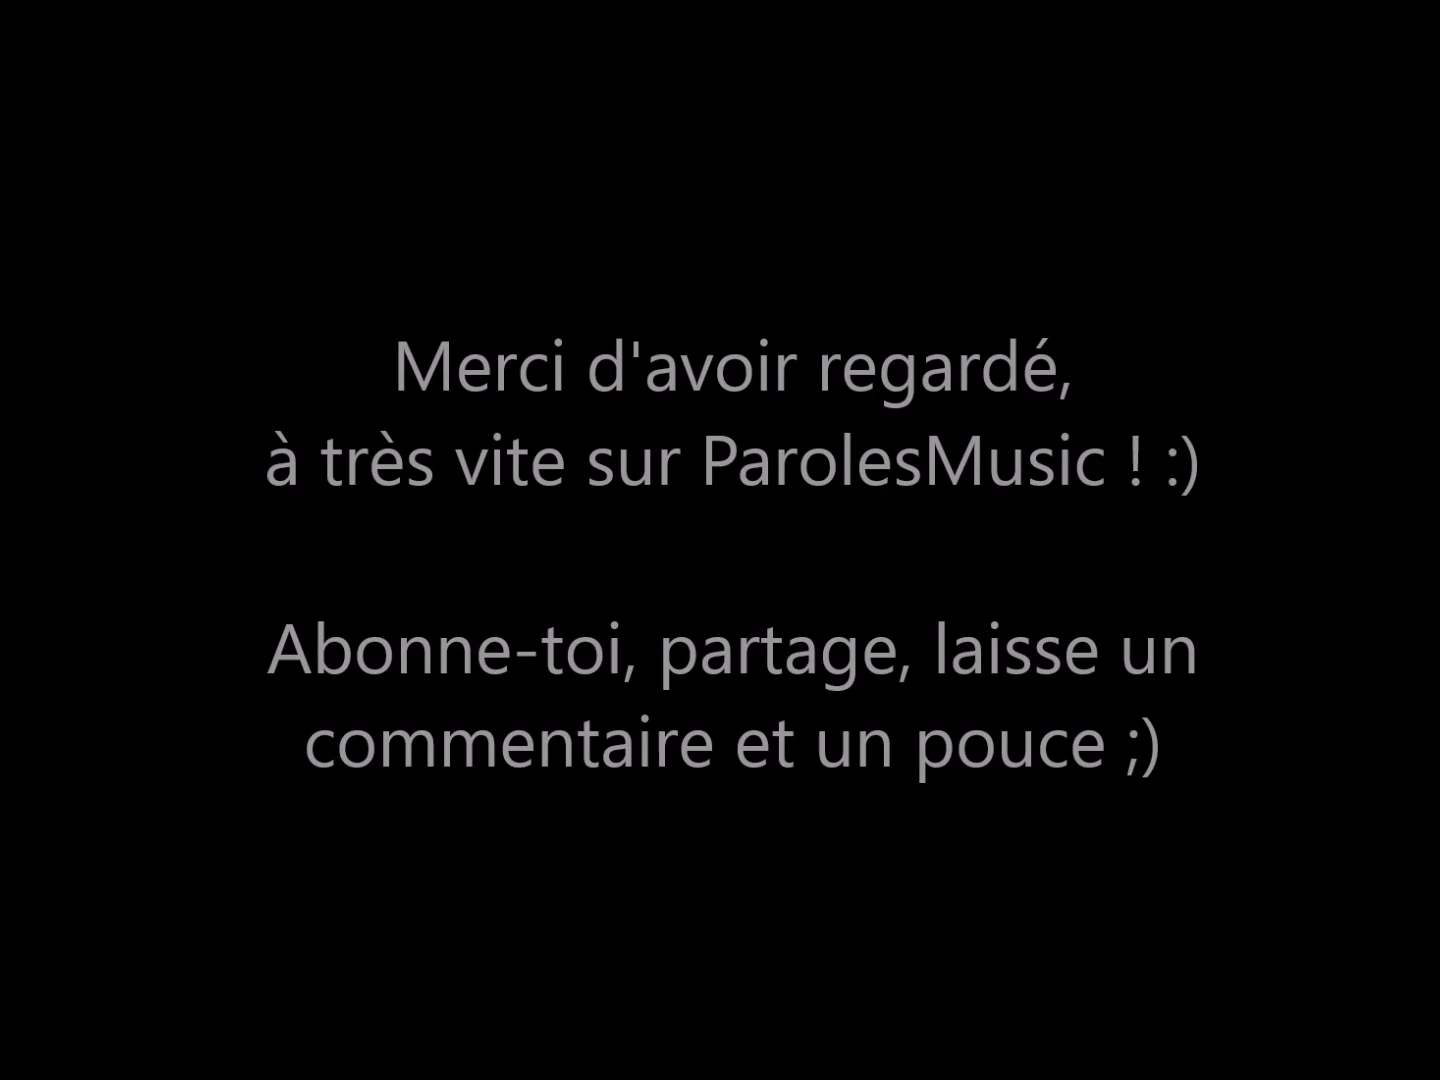 Merci d'avoir regardé,
à très vite sur ParolesMusic ! :)
Abonne-toi, partage, laisse un
commentaire et un pouce ;)